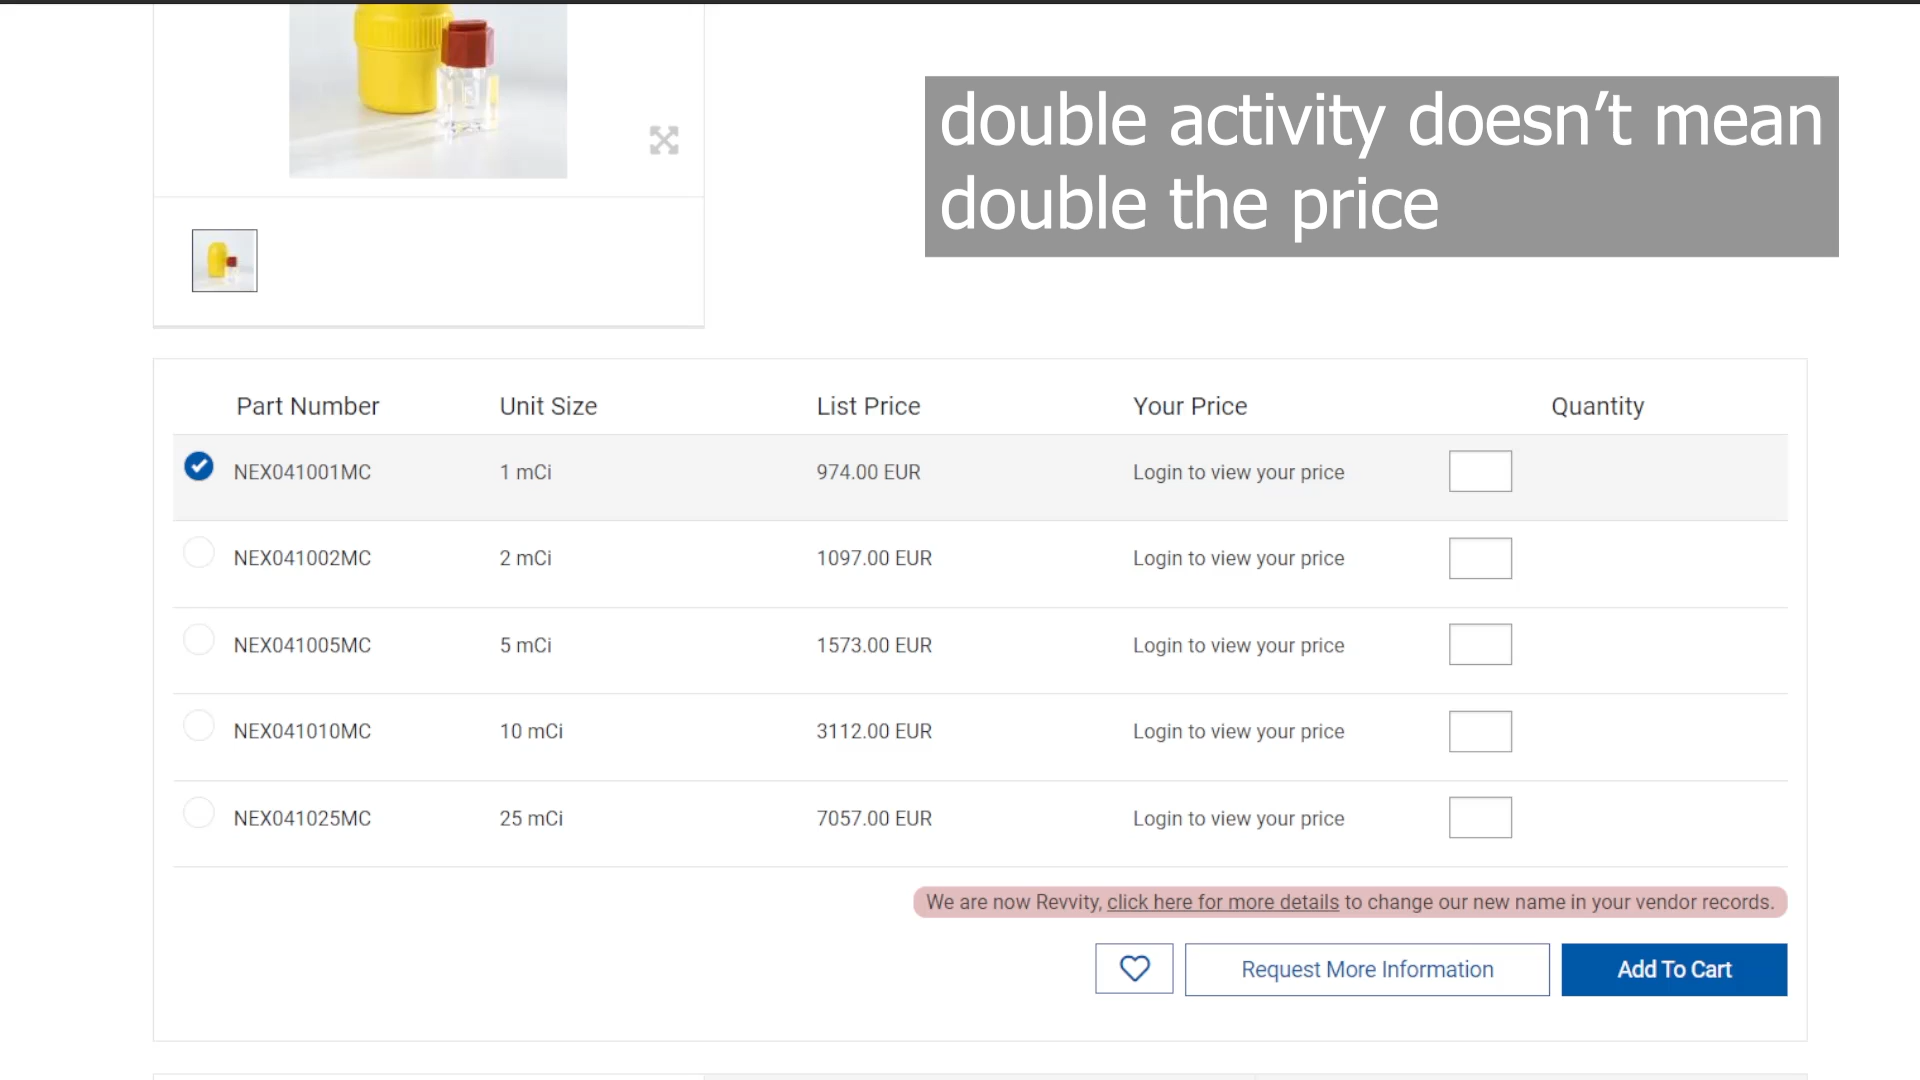 double activity doesn’t mean
double the price
Part Number Unit Size List Price Your Price Quantity
NEX041001MC 1 mCi 974.00 EUR Login to view your price
NEX041002MC 2 mCi 1097.00 EUR Login to view your price
NEX041005MC 5 mCi 1573.00 EUR Login to view your price
NEX041010MC 10 mCi 3112.00 EUR Login to view your price
NEX041025MC 25 mCi 7057.00 EUR Login to view your price
We are now Revvity, click here for more details to change our new name in your vendor records.
Request More Information Add To Cart